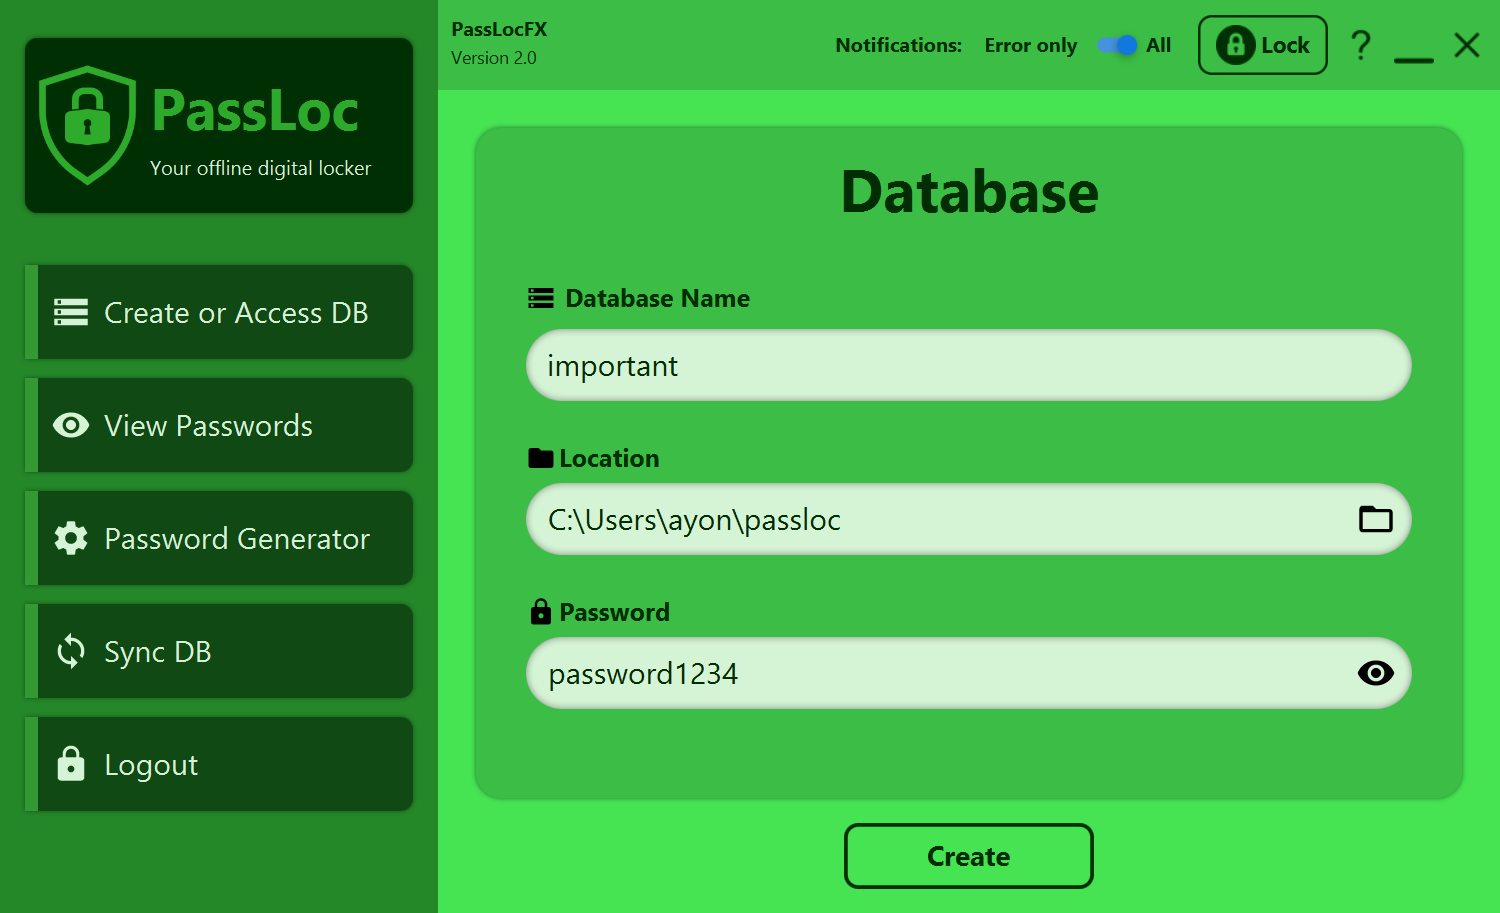 PassLoc
Your offline digital locker
Create or Access DB
View Passwords
Password Generator
Sync DB
Logout
PassLocFX
Version 2.0
Notifications: Error only All
Lock
?
Database
Database Name
important
Location
C:\Users\ayon\passloc
Password
password1234
Create